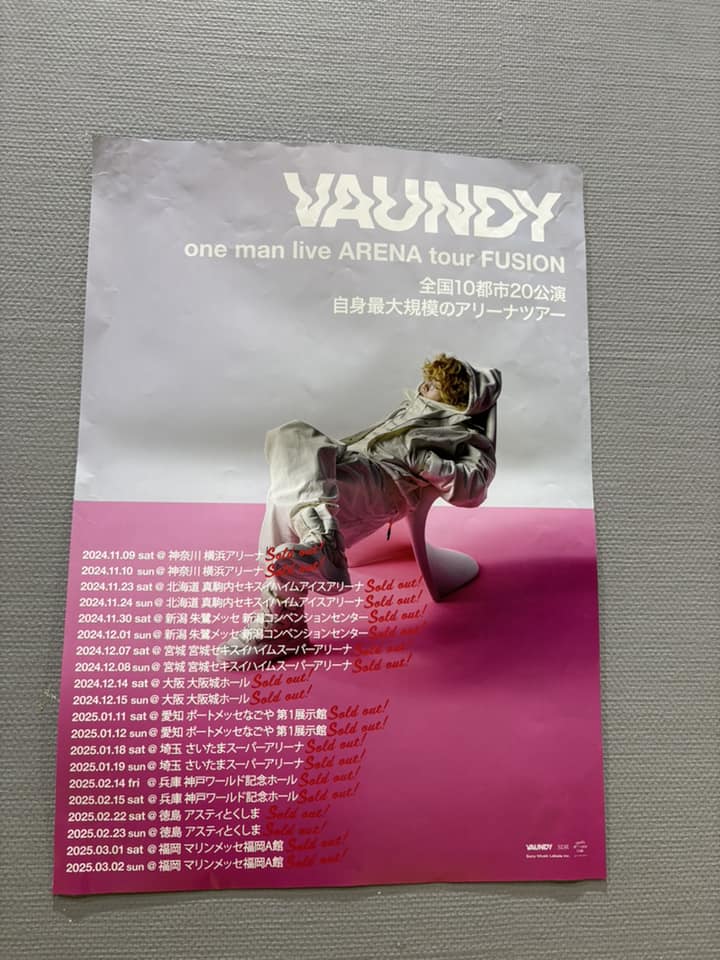 VAUNDY
one man live ARENA tour FUSION
全国10都市20公演
自身最大規模のアリーナツアー
2024.11.09 sat @ 神奈川 横浜アリーナ Sold out!
2024.11.10 sun @ 神奈川 横浜アリーナ Sold out!
2024.11.23 sat @ 北海道 真駒内セキスイハイムアイスアリーナ Sold out!
2024.11.24 sun @ 北海道 真駒内セキスイハイムアイスアリーナ Sold out!
2024.11.30 sat @ 新潟 朱鷺メッセ 新潟コンベンションセンター Sold out!
2024.12.01 sun @ 新潟 朱鷺メッセ 新潟コンベンションセンター Sold out!
2024.12.07 sat @ 宮城 宮城セキスイハイムスーパーアリーナ Sold out!
2024.12.08 sun @ 宮城 宮城セキスイハイムスーパーアリーナ Sold out!
2024.12.14 sat @ 大阪 大阪城ホール Sold out!
2024.12.15 sun @ 大阪 大阪城ホール Sold out!
2025.01.11 sat @ 愛知 ポートメッセなごや 第1展示館 Sold out!
2025.01.12 sun @ 愛知 ポートメッセなごや 第1展示館 Sold out!
2025.01.18 sat @ 埼玉 さいたまスーパーアリーナ Sold out!
2025.01.19 sun @ 埼玉 さいたまスーパーアリーナ Sold out!
2025.02.14 fri @ 兵庫 神戸ワールド記念ホール Sold out!
2025.02.15 sat @ 兵庫 神戸ワールド記念ホール Sold out!
2025.02.22 sat @ 徳島 アスティとくしま Sold out!
2025.02.23 sun @ 徳島 アスティとくしま Sold out!
2025.03.01 sat @ 福岡 マリンメッセ福岡A館 Sold out!
2025.03.02 sun @ 福岡 マリンメッセ福岡A館 Sold out!
VAUNDY SDR
Sony Music Labels Inc.